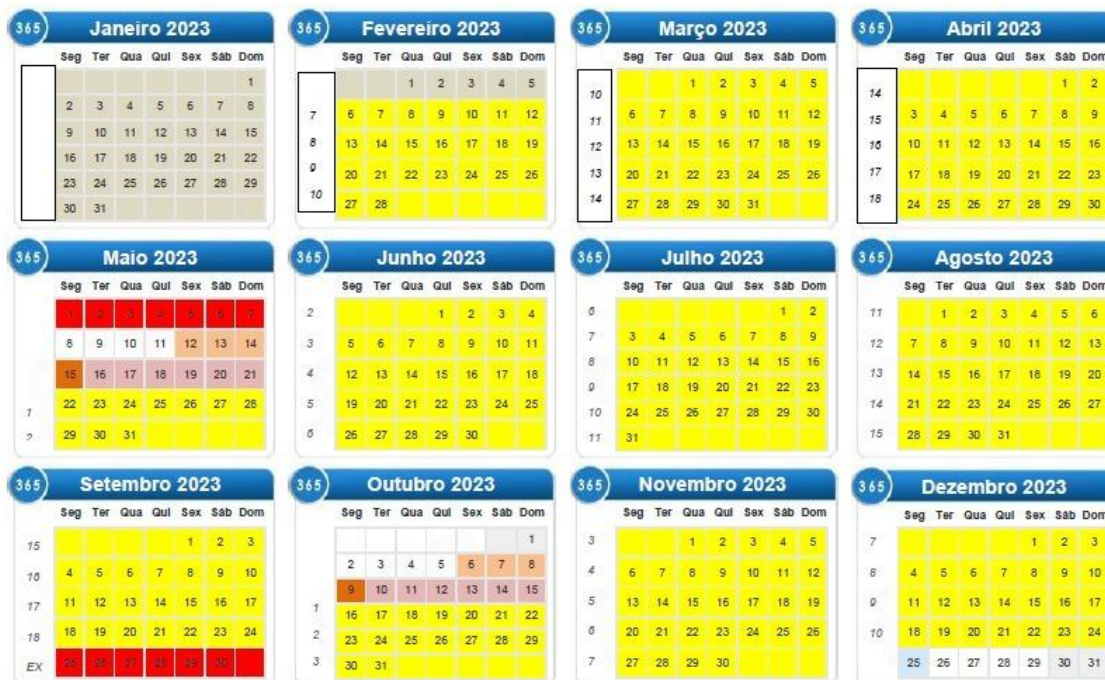 365 Janeiro 2023
Seg Ter Qua Qui Sex Sáb Dom
1
2 3 4 5 6 7 8
9 10 11 12 13 14 15
16 17 18 19 20 21 22
23 24 25 26 27 28 29
30 31
365 Fevereiro 2023
Seg Ter Qua Qui Sex Sáb Dom
1 2 3 4 5
7 6 7 8 9 10 11 12
8 13 14 15 16 17 18 19
9 20 21 22 23 24 25 26
10 27 28
365 Março 2023
Seg Ter Qua Qui Sex Sáb Dom
10 1 2 3 4 5
11 6 7 8 9 10 11 12
12 13 14 15 16 17 18 19
13 20 21 22 23 24 25 26
14 27 28 29 30 31
365 Abril 2023
Seg Ter Qua Qui Sex Sáb Dom
14 1 2
15 3 4 5 6 7 8 9
16 10 11 12 13 14 15 16
17 17 18 19 20 21 22 23
18 24 25 26 27 28 29 30
365 Maio 2023
Seg Ter Qua Qui Sex Sáb Dom
1 2 3 4 5 6 7
8 9 10 11 12 13 14
15 16 17 18 19 20 21
1 22 23 24 25 26 27 28
2 29 30 31
365 Junho 2023
Seg Ter Qua Qui Sex Sáb Dom
2 1 2 3 4
3 5 6 7 8 9 10 11
4 12 13 14 15 16 17 18
5 19 20 21 22 23 24 25
6 26 27 28 29 30
365 Julho 2023
Seg Ter Qua Qui Sex Sáb Dom
6 1 2
7 3 4 5 6 7 8 9
8 10 11 12 13 14 15 16
9 17 18 19 20 21 22 23
10 24 25 26 27 28 29 30
11 31
365 Agosto 2023
Seg Ter Qua Qui Sex Sáb Dom
11 1 2 3 4 5 6
12 7 8 9 10 11 12 13
13 14 15 16 17 18 19 20
14 21 22 23 24 25 26 27
15 28 29 30 31
365 Setembro 2023
Seg Ter Qua Qui Sex Sáb Dom
15 1 2 3
16 4 5 6 7 8 9 10
17 11 12 13 14 15 16 17
18 18 19 20 21 22 23 24
EX 25 26 27 28 29 30
365 Outubro 2023
Seg Ter Qua Qui Sex Sáb Dom
1
2 3 4 5 6 7 8
9 10 11 12 13 14 15
1 16 17 18 19 20 21 22
2 23 24 25 26 27 28 29
3 30 31
365 Novembro 2023
Seg Ter Qua Qui Sex Sáb Dom
3 1 2 3 4 5
4 6 7 8 9 10 11 12
5 13 14 15 16 17 18 19
6 20 21 22 23 24 25 26
7 27 28 29 30
365 Dezembro 2023
Seg Ter Qua Qui Sex Sáb Dom
7 1 2 3
8 4 5 6 7 8 9 10
9 11 12 13 14 15 16 17
10 18 19 20 21 22 23 24
25 26 27 28 29 30 31